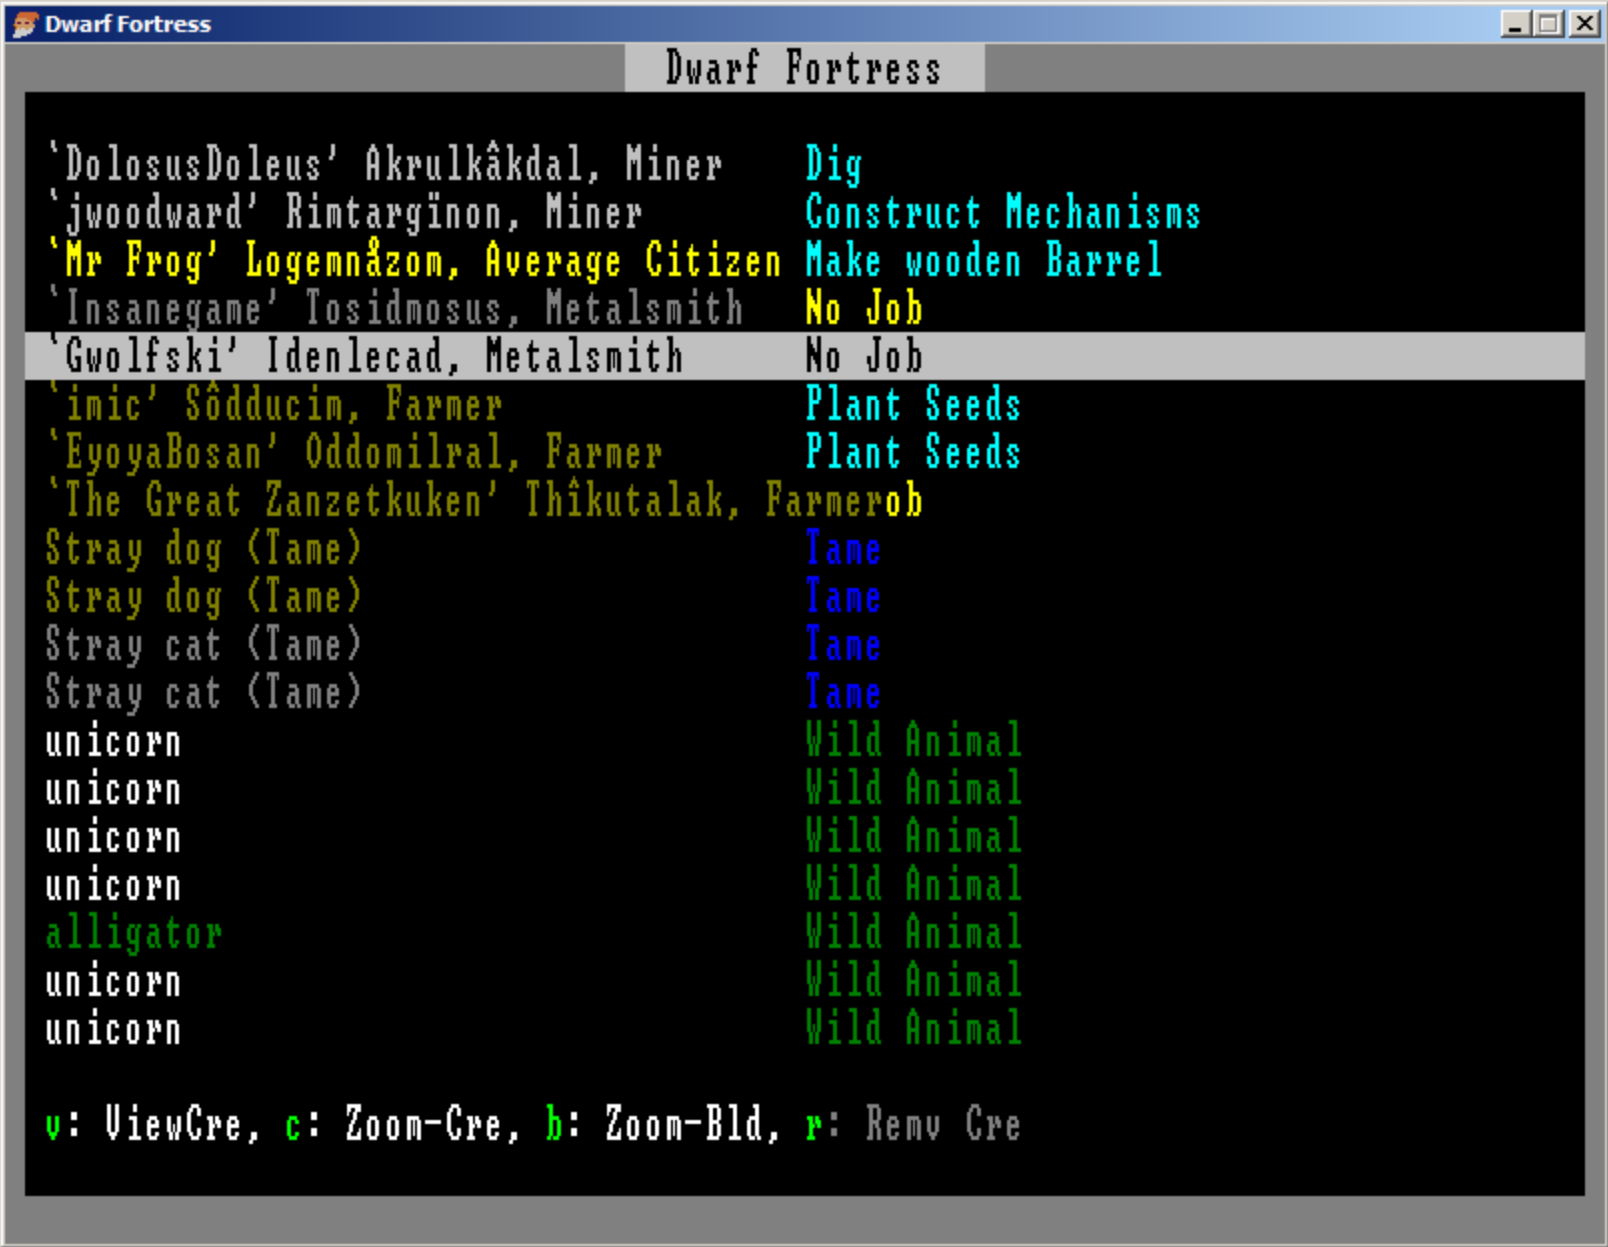 Dwarf Fortress
Dwarf Fortress
`DolosusDoleus' Akrulkâkdal, Miner Dig
`jwoodward' Rimtargïnon, Miner Construct Mechanisms
`Mr Frog' Logemnåzom, Average Citizen Make wooden Barrel
`Insanegame' Tosidmosus, Metalsmith No Job
`Gwolfski' Idenlecad, Metalsmith No Job
`imic' Sôdducim, Farmer Plant Seeds
`EyoyaBosan' Oddomilral, Farmer Plant Seeds
`The Great Zanzetkuken' Thîkutalak, Farmerob
Stray dog (Tame) Tame
Stray dog (Tame) Tame
Stray cat (Tame) Tame
Stray cat (Tame) Tame
unicorn Wild Animal
unicorn Wild Animal
unicorn Wild Animal
unicorn Wild Animal
alligator Wild Animal
unicorn Wild Animal
unicorn Wild Animal
v: ViewCre, c: Zoom-Cre, b: Zoom-Bld, r: Remv Cre